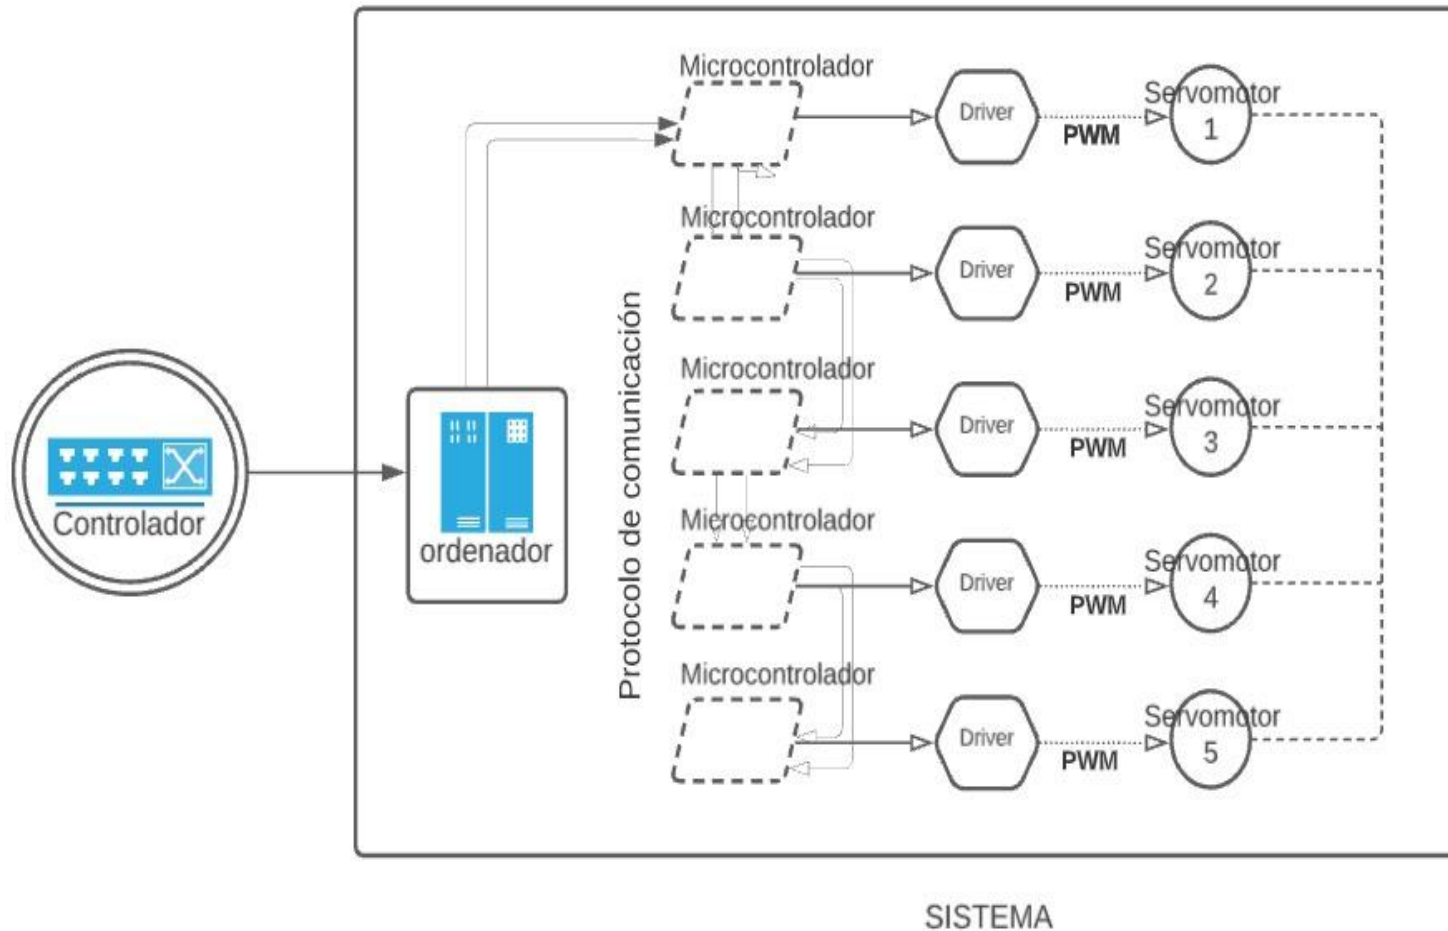 Microcontrolador
Driver
PWM
Servomotor
1
Microcontrolador
Driver
PWM
Servomotor
2
Microcontrolador
Driver
PWM
Servomotor
3
Microcontrolador
Driver
PWM
Servomotor
4
Microcontrolador
Driver
PWM
Servomotor
5
Protocolo de comunicación
Controlador
ordenador
SISTEMA